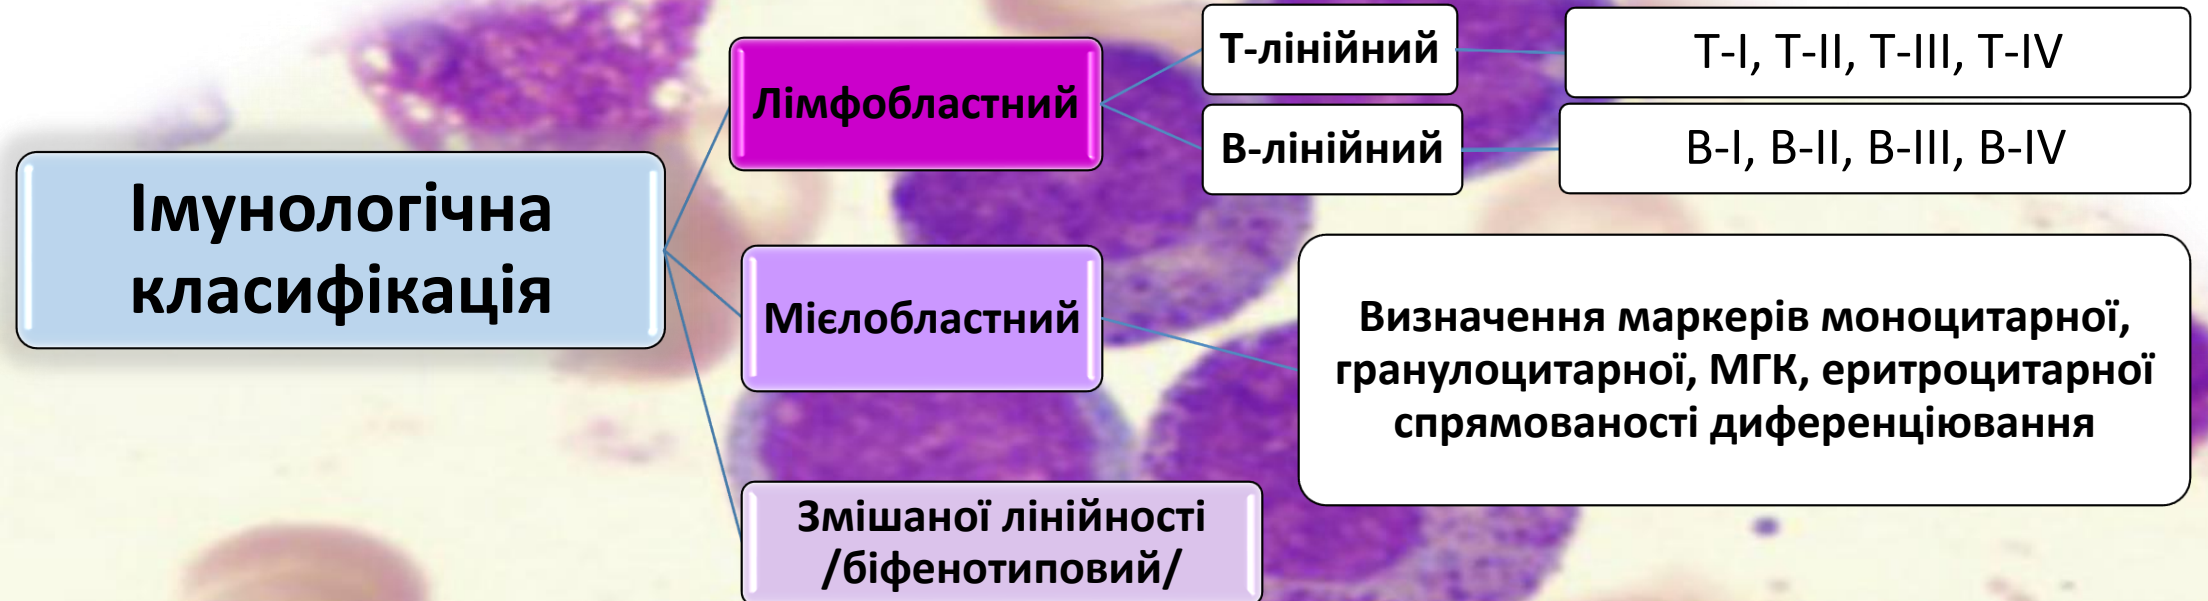 Імунологічна
класифікація
Лімфобластний
Т-лінійний
Т-I, Т-II, Т-III, Т-IV
В-лінійний
В-I, В-II, В-III, В-IV
Мієлобластний
Визначення маркерів моноцитарної,
гранулоцитарної, МГК, еритроцитарної
спрямованості диференціювання
Змішаної лінійності
/біфенотиповий/